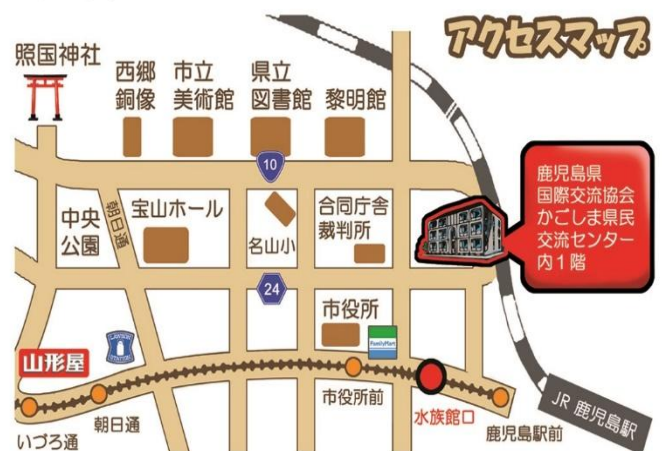 アクセスマップ
照国神社
西郷
銅像
市立
美術館
県立
図書館
黎明館
10
鹿児島県
国際交流協会
かごしま県民
交流センター
内1階
中央
公園
朝日通
宝山ホール
名山小
合同庁舎
裁判所
24
市役所
LAWSON
STATION
FamilyMart
山形屋
市役所前
水族館口
JR 鹿児島駅
朝日通
鹿児島駅前
いづろ通